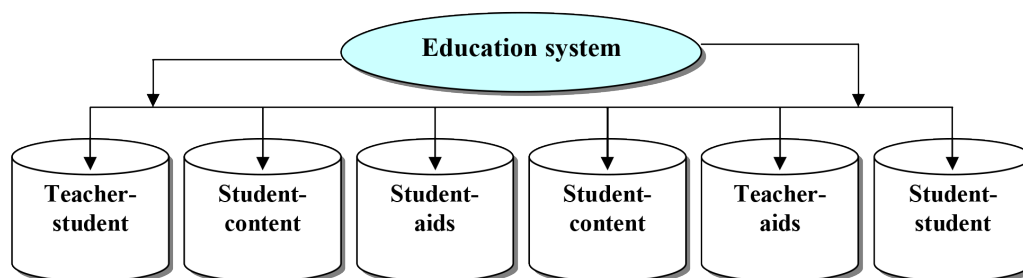 Education system
Teacher-
student
Student-
content
Student-
aids
Student-
content
Teacher-
aids
Student-
student